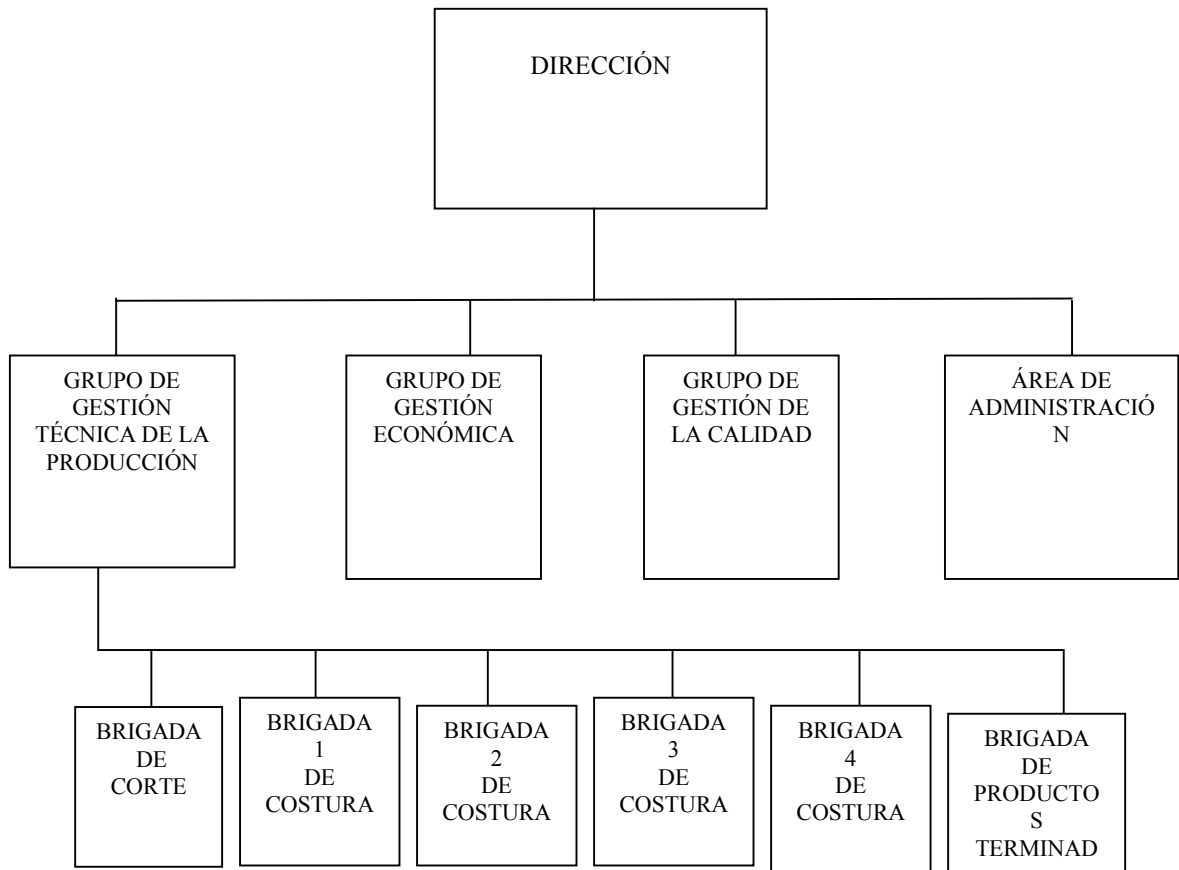 DIRECCIÓN
GRUPO DE
GESTIÓN
TÉCNICA DE LA
PRODUCCIÓN
GRUPO DE
GESTIÓN
ECONÓMICA
GRUPO DE
GESTIÓN DE
LA CALIDAD
ÁREA DE
ADMINISTRACIÓ
N
BRIGADA
DE
CORTE
BRIGADA
1
DE
COSTURA
BRIGADA
2
DE
COSTURA
BRIGADA
3
DE
COSTURA
BRIGADA
4
DE
COSTURA
BRIGADA
DE
PRODUCTO
S
TERMINAD